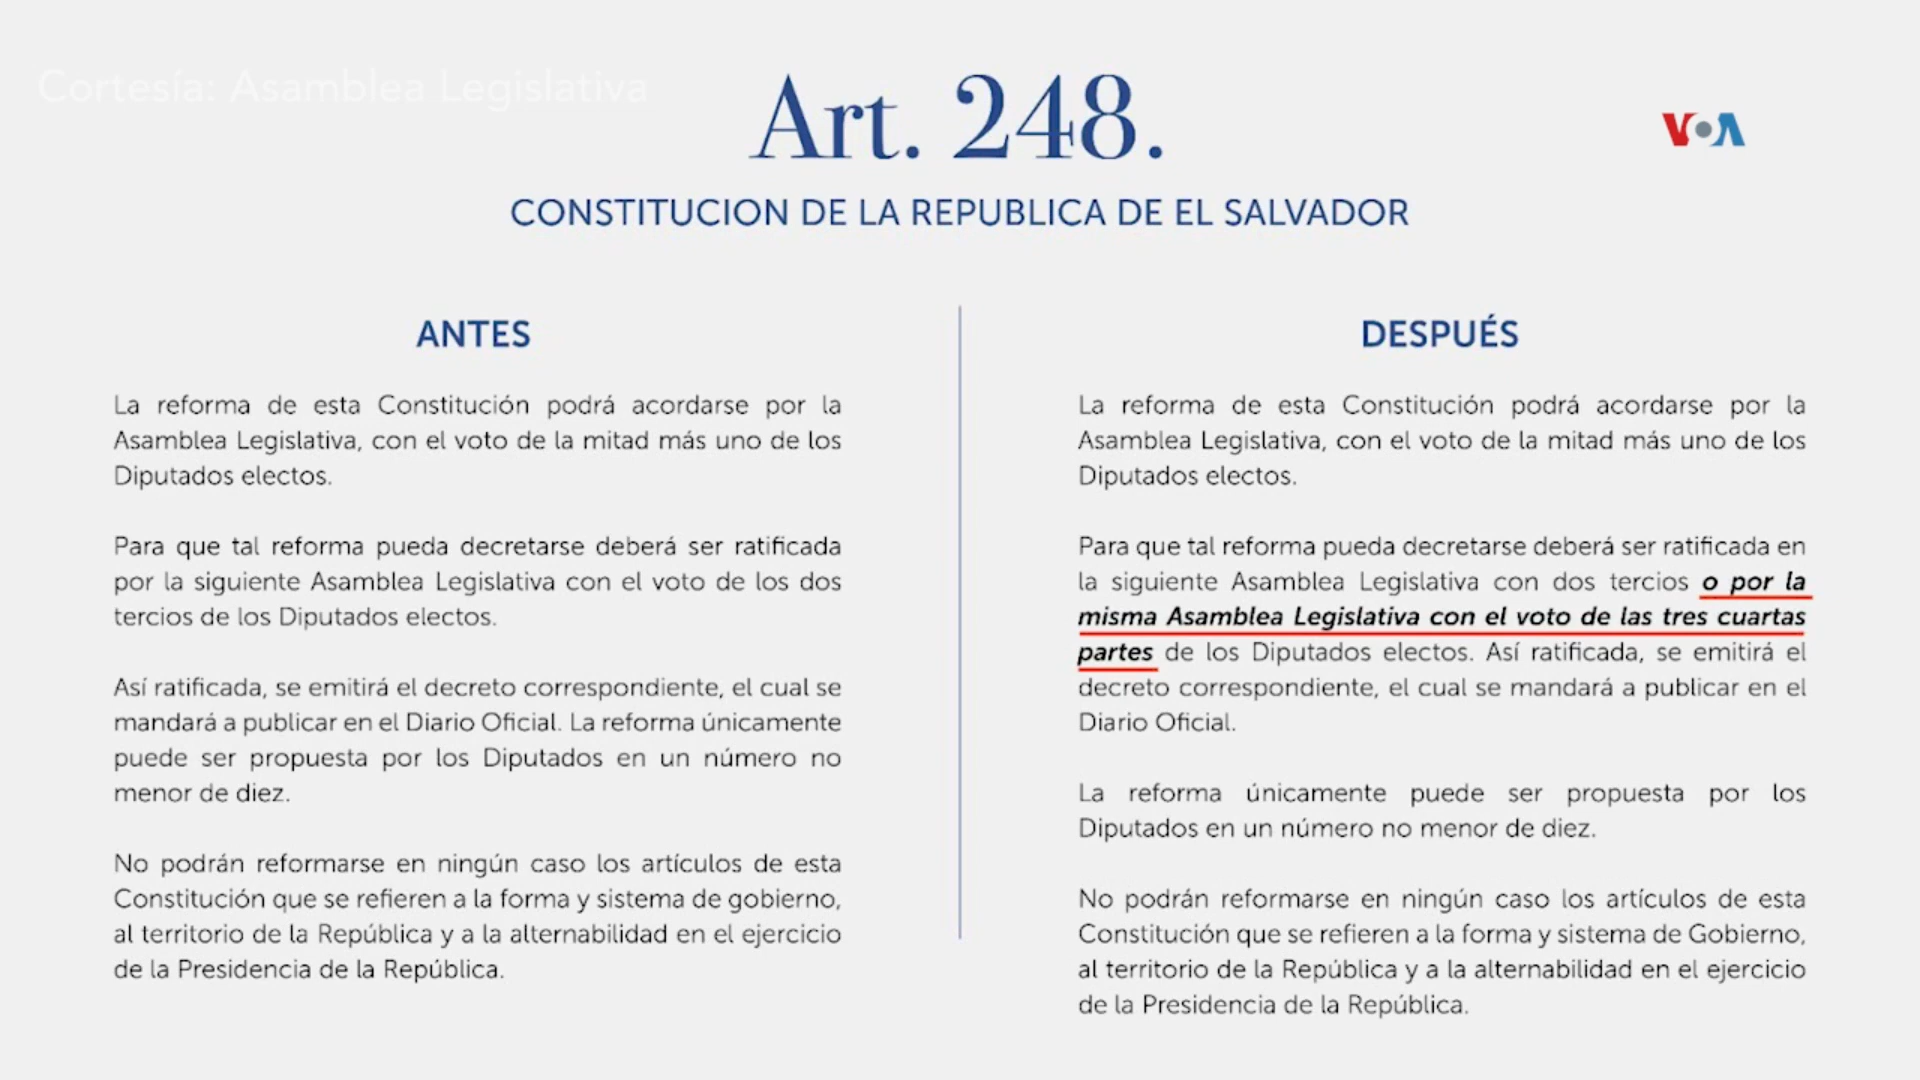 Cortesía: Asamblea Legislativa
Art. 248.
VOA
CONSTITUCION DE LA REPUBLICA DE EL SALVADOR
ANTES
La reforma de esta Constitución podrá acordarse por la
Asamblea Legislativa, con el voto de la mitad más uno de los
Diputados electos.
Para que tal reforma pueda decretarse deberá ser ratificada
por la siguiente Asamblea Legislativa con el voto de los dos
tercios de los Diputados electos.
Así ratificada, se emitirá el decreto correspondiente, el cual se
mandará a publicar en el Diario Oficial. La reforma únicamente
puede ser propuesta por los Diputados en un número no
menor de diez.
No podrán reformarse en ningún caso los artículos de esta
Constitución que se refieren a la forma y sistema de gobierno,
al territorio de la República y a la alternabilidad en el ejercicio
de la Presidencia de la República.
DESPUÉS
La reforma de esta Constitución podrá acordarse por la
Asamblea Legislativa, con el voto de la mitad más uno de los
Diputados electos.
Para que tal reforma pueda decretarse deberá ser ratificada en
la siguiente Asamblea Legislativa con dos tercios o por la
misma Asamblea Legislativa con el voto de las tres cuartas
partes de los Diputados electos. Así ratificada, se emitirá el
decreto correspondiente, el cual se mandará a publicar en el
Diario Oficial.
La reforma únicamente puede ser propuesta por los
Diputados en un número no menor de diez.
No podrán reformarse en ningún caso los artículos de esta
Constitución que se refieren a la forma y sistema de Gobierno,
al territorio de la República y a la alternabilidad en el ejercicio
de la Presidencia de la República.